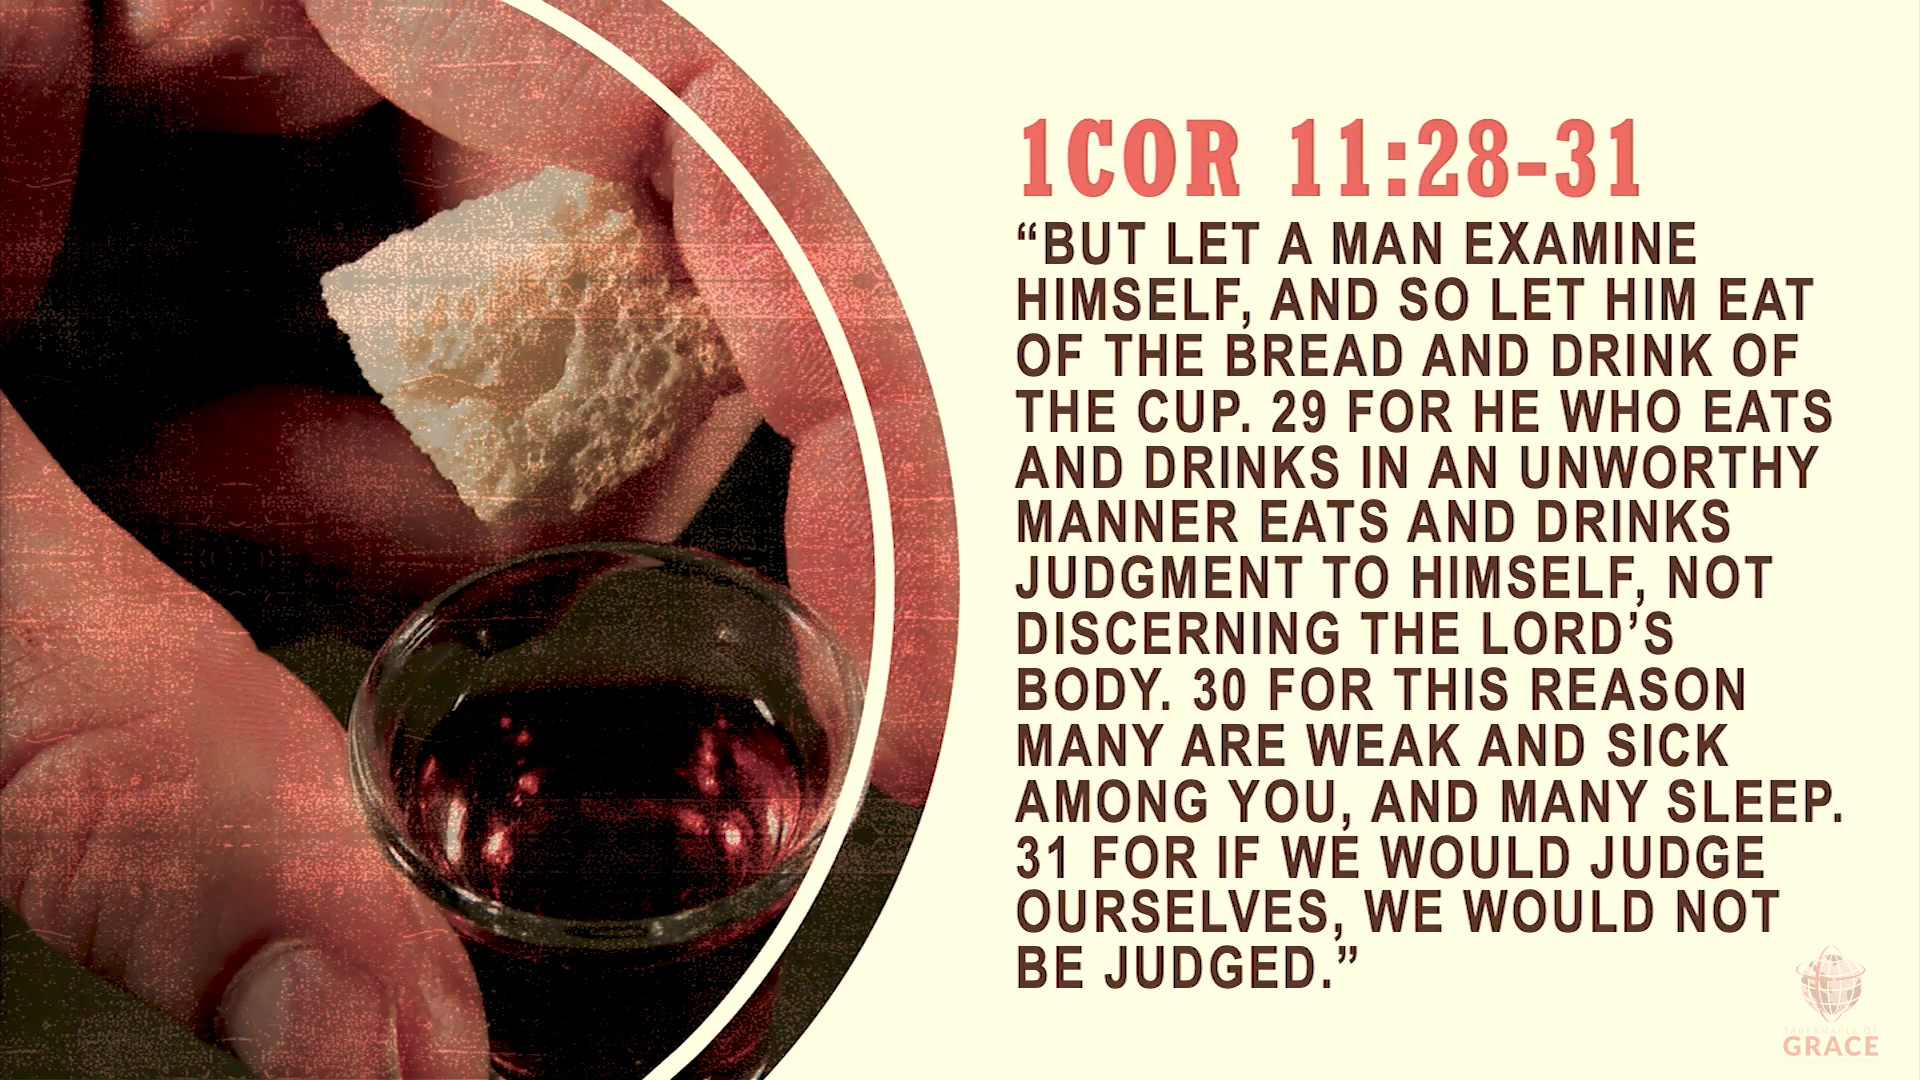 1COR 11:28-31
“BUT LET A MAN EXAMINE
HIMSELF, AND SO LET HIM EAT
OF THE BREAD AND DRINK OF
THE CUP. 29 FOR HE WHO EATS
AND DRINKS IN AN UNWORTHY
MANNER EATS AND DRINKS
JUDGMENT TO HIMSELF, NOT
DISCERNING THE LORD’S
BODY. 30 FOR THIS REASON
MANY ARE WEAK AND SICK
AMONG YOU, AND MANY SLEEP.
31 FOR IF WE WOULD JUDGE
OURSELVES, WE WOULD NOT
BE JUDGED.”
TABERNACLE OF
GRACE